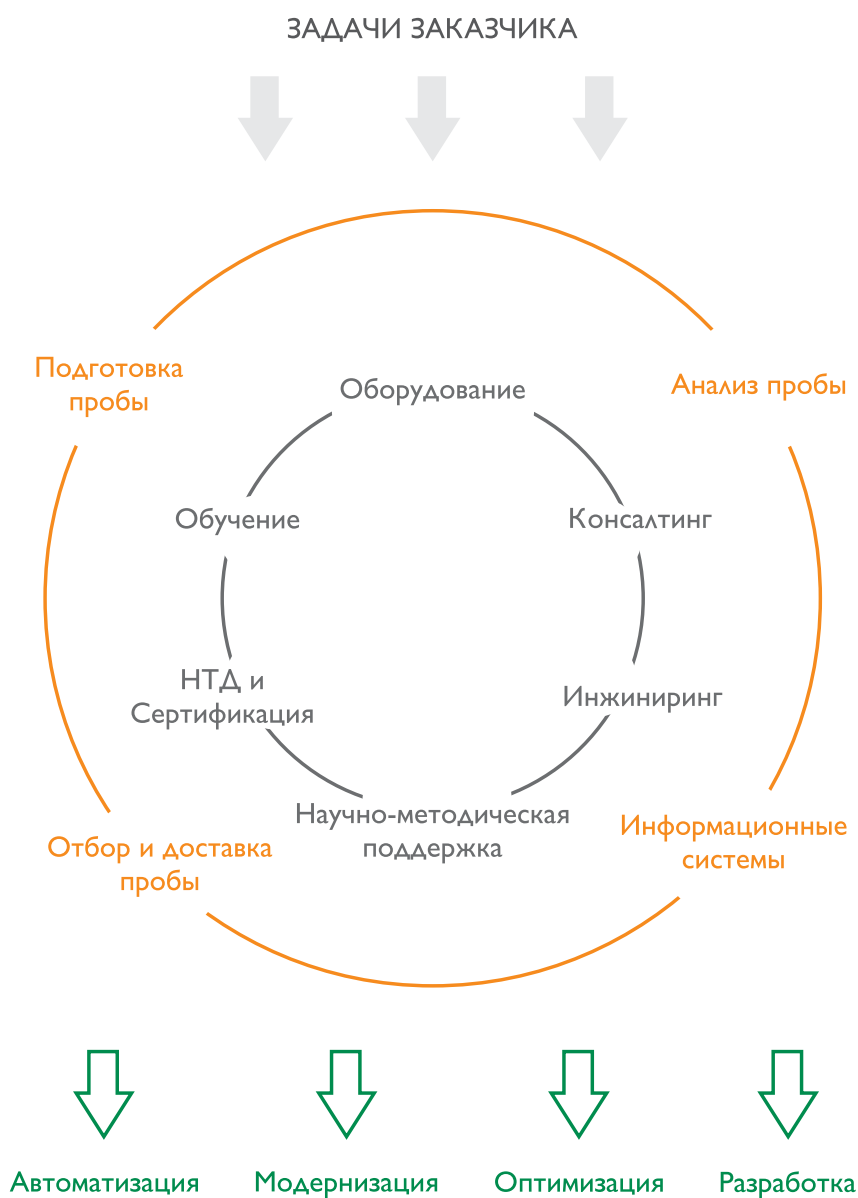 ЗАДАЧИ ЗАКАЗЧИКА
Подготовка
пробы
Анализ пробы
Оборудование
Обучение
Консалтинг
НТД и
Сертификация
Инжиниринг
Научно-методическая
поддержка
Отбор и доставка
пробы
Информационные
системы
Автоматизация
Модернизация
Оптимизация
Разработка